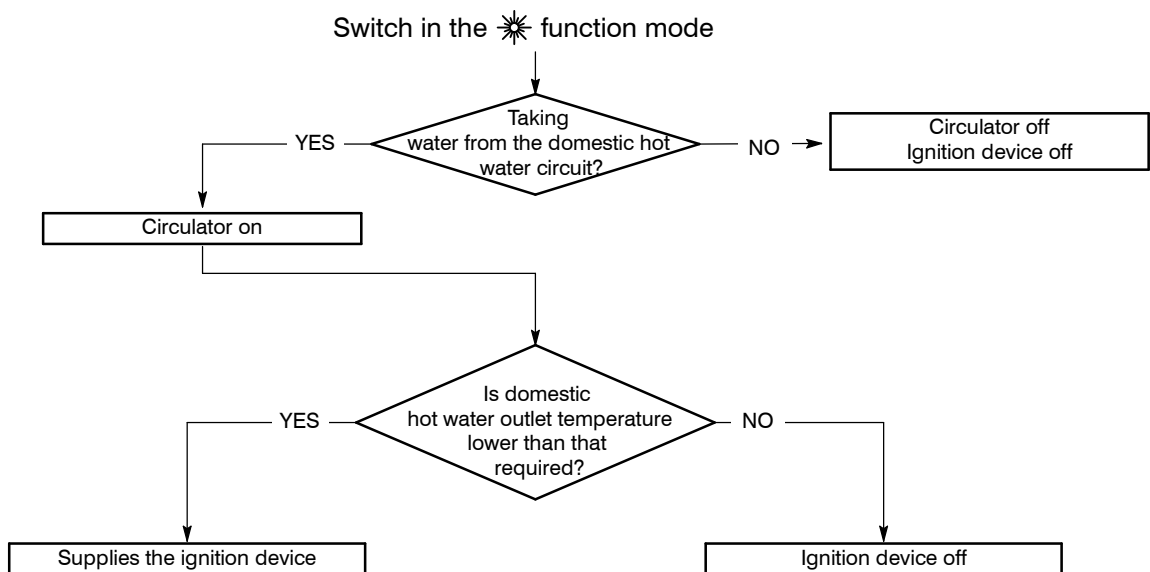 Switch in the function mode
Taking
water from the domestic hot
water circuit?
YES
NO
Circulator off
Ignition device off
Circulator on
Is domestic
hot water outlet temperature
lower than that
required?
YES
NO
Supplies the ignition device
Ignition device off